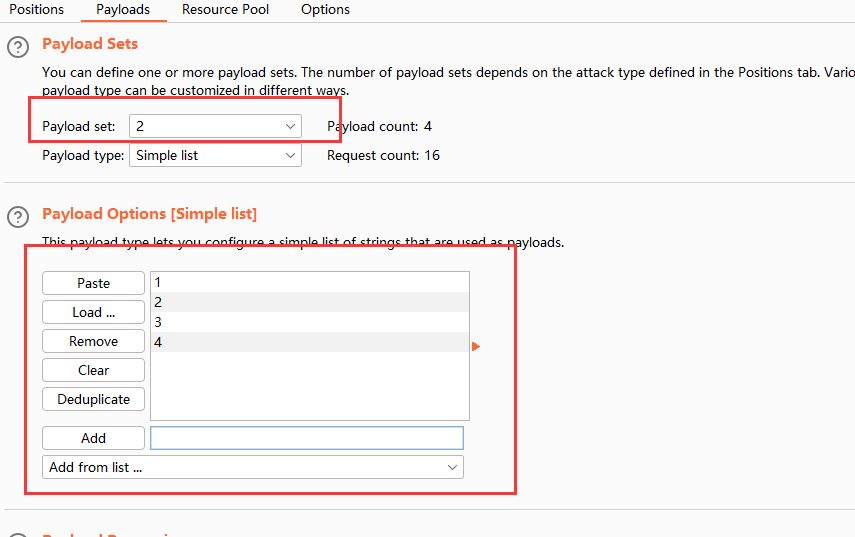 Positions Payloads Resource Pool Options
Payload Sets
You can define one or more payload sets. The number of payload sets depends on the attack type defined in the Positions tab. Vario
payload type can be customized in different ways.
Payload set: 2 Payload count: 4
Payload type: Simple list Request count: 16
Payload Options [Simple list]
This payload type lets you configure a simple list of strings that are used as payloads.
Paste 1
Load ... 2
Remove 3
Clear 4
Deduplicate
Add
Add from list ...